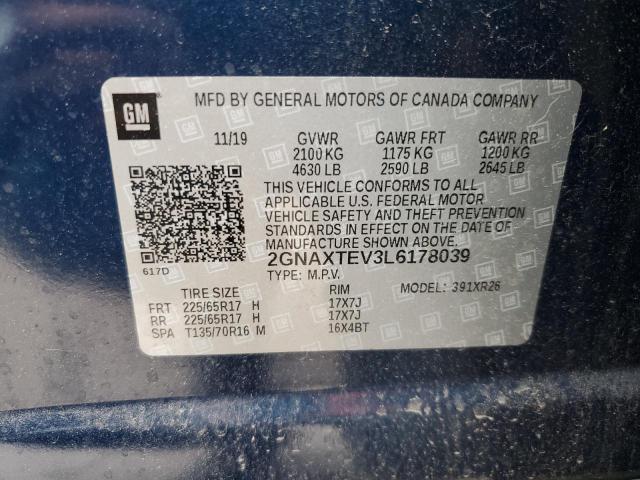 GM
MFD BY GENERAL MOTORS OF CANADA COMPANY
11/19 GVWR GAWR FRT GAWR RR
2100 KG 1175 KG 1200 KG
4630 LB 2590 LB 2645 LB
THIS VEHICLE CONFORMS TO ALL
APPLICABLE U.S. FEDERAL MOTOR
VEHICLE SAFETY AND THEFT PREVENTION
STANDARDS IN EFFECT ON THE DATE OF
MANUFACTURE SHOWN ABOVE.
617D
2GNAXTEV3L6178039
TYPE: M.P.V. MODEL: 391XR26
TIRE SIZE RIM
FRT 225/65R17 H 17X7J
RR 225/65R17 H 17X7J
SPA T135/70R16 M 16X4BT